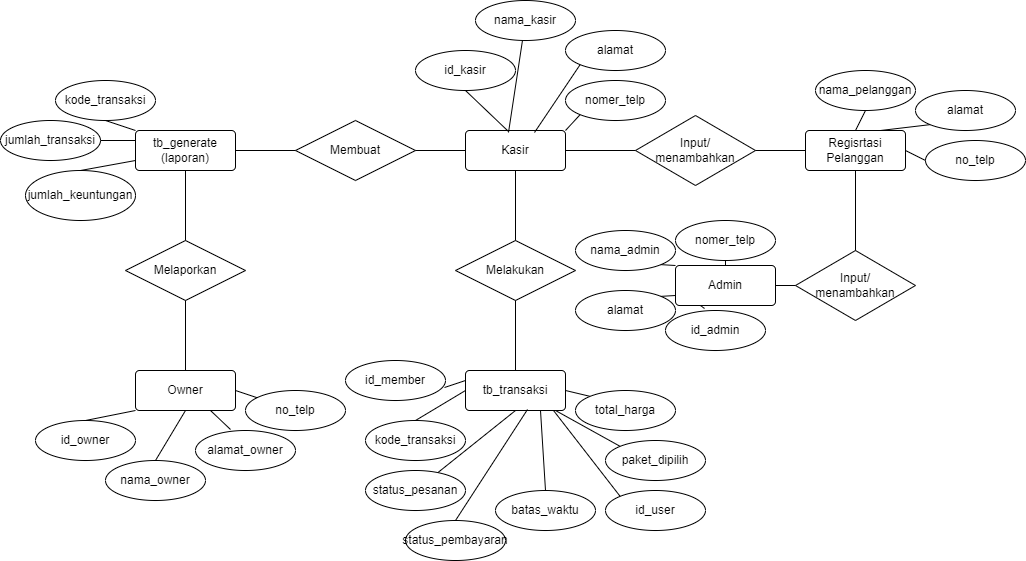 nama_kasir
alamat
id_kasir
nomer_telp
kode_transaksi
jumlah_transaksi
jumlah_keuntungan
tb_generate
(laporan)
Membuat
Kasir
Input/
menambahkan
nama_pelanggan
alamat
no_telp
Regisrtasi
Pelanggan
Melaporkan
Melakukan
nama_admin
nomer_telp
Admin
alamat
id_admin
Input/
menambahkan
Owner
no_telp
id_owner
alamat_owner
nama_owner
id_member
tb_transaksi
total_harga
kode_transaksi
paket_dipilih
status_pesanan
batas_waktu
id_user
status_pembayaran